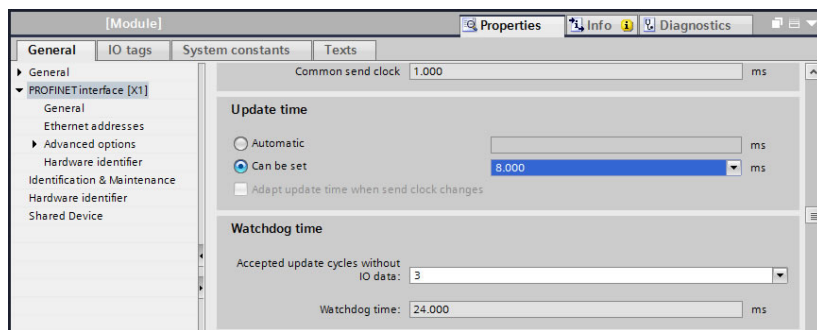 [Module]
Properties
Info
Diagnostics
General
IO tags
System constants
Texts
General
PROFINET interface [X1]
General
Ethernet addresses
Advanced options
Hardware identifier
Identification & Maintenance
Hardware identifier
Shared Device
Common send clock 1.000 ms
Update time
Automatic ms
Can be set 8.000 ms
Adapt update time when send clock changes
Watchdog time
Accepted update cycles without
IO data: 3
Watchdog time: 24.000 ms